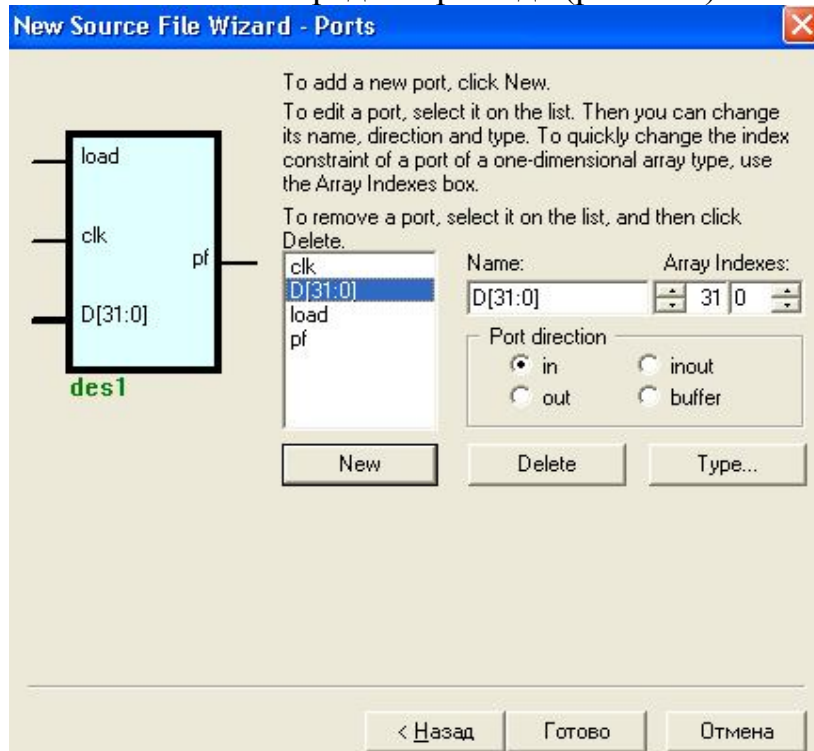 New Source File Wizard - Ports
To add a new port, click New.
To edit a port, select it on the list. Then you can change
its name, direction and type. To quickly change the index
constraint of a port of a one-dimensional array type, use
the Array Indexes box.
To remove a port, select it on the list, and then click
Delete.
load
clk
pf
D[31:0]
des1
clk
D[31:0]
load
pf
Name:
Array Indexes:
D[31:0]
31 0
Port direction
in
inout
out
buffer
New
Delete
Type...
< Назад
Готово
Отмена